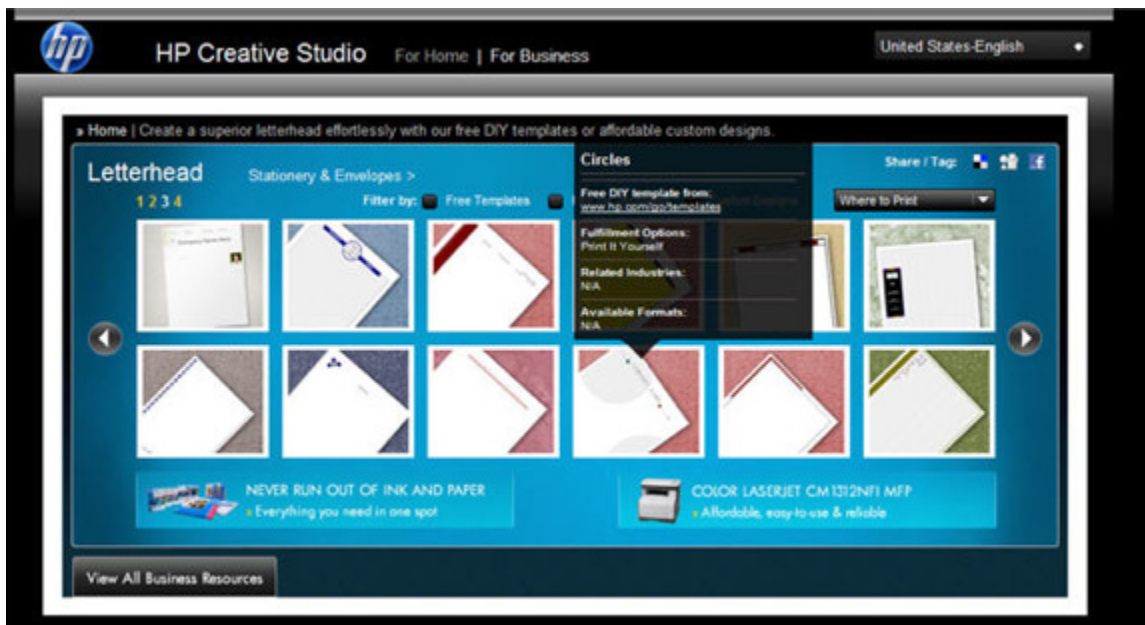 hp
HP Creative Studio For Home | For Business
United States-English
» Home | Create a superior letterhead effortlessly with our free DIY templates or affordable custom designs.
Letterhead
Stationery & Envelopes >
Share / Tag:
1 2 3 4
Filter by: Free Templates
Where to Print
Circles
Free DIY template from:
www.hp.com/go/templates
Fulfillment Options:
Print It Yourself
Related Industries:
N/A
Available Formats:
N/A
NEVER RUN OUT OF INK AND PAPER
» Everything you need in one spot
COLOR LASERJET CM1312NFI MFP
» Affordable, easy-to-use & reliable
View All Business Resources